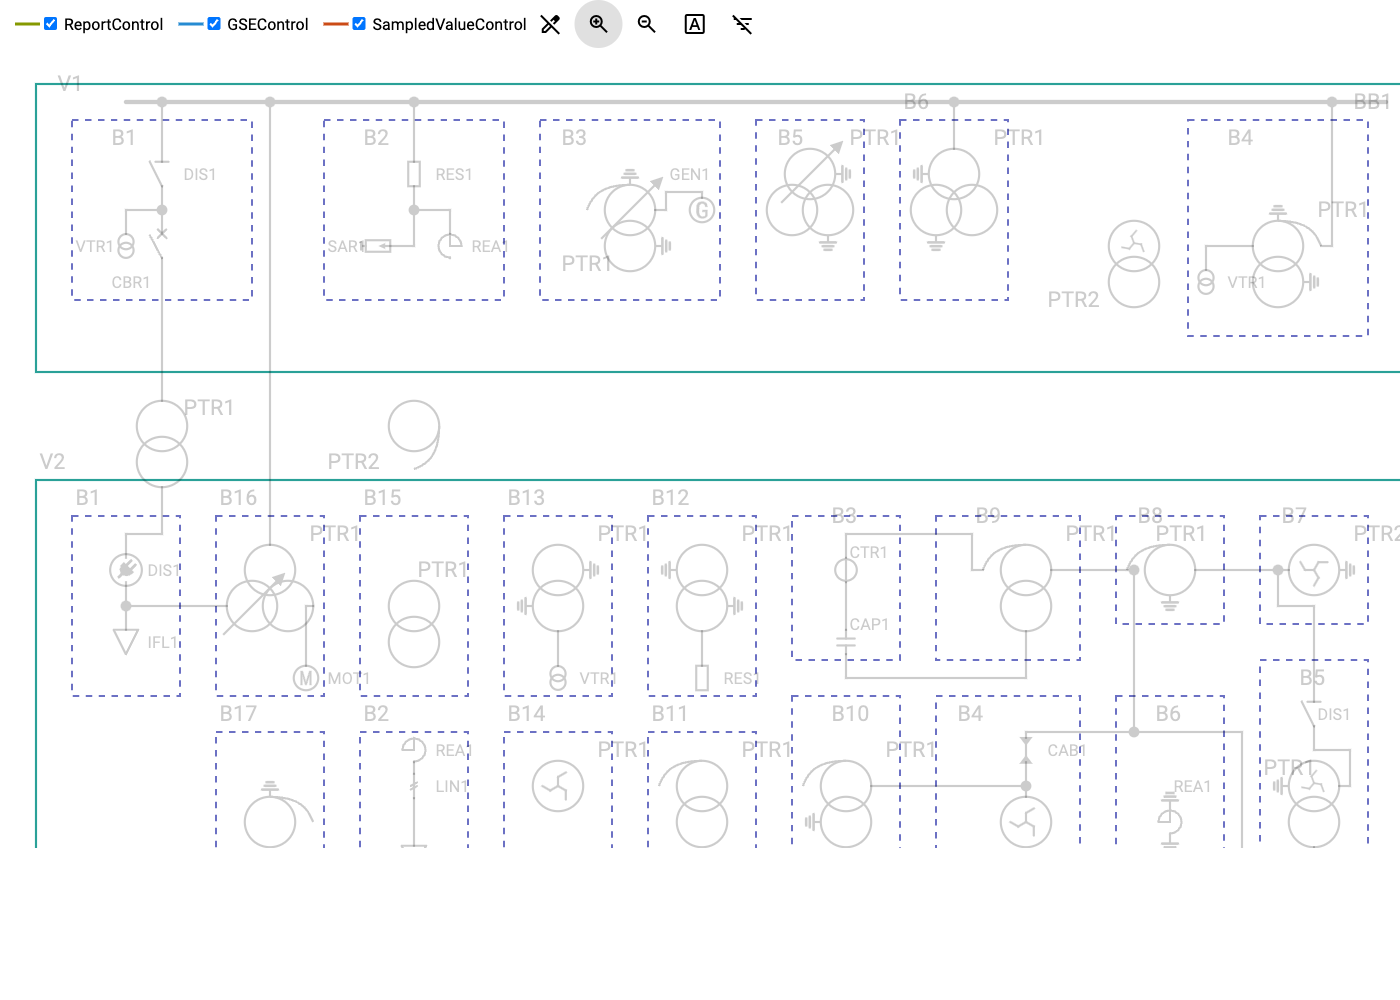 ReportControl GSEControl SampledValueControl A
V1
B6 BB1
B1 B2 B3 B5 PTR1 PTR1 B4
DIS1 RES1 GEN1
G PTR1
VTR1 SAR1 REA1
PTR1
CBR1 VTR1
PTR2
PTR1
V2 PTR2
B1 B16 B15 B13 B12
B3 B9 B8 B7
PTR1 PTR1 PTR1 PTR1 PTR1 PTR2
CTR1
DIS1 PTR1
CAP1
IFL1
M MOT1 VTR1 RES1
B5
B17 B2 B14 B11 B10 B4 B6 DIS1
REA1 PTR1 PTR1 PTR1 CAB1
PTR1
LIN1 REA1